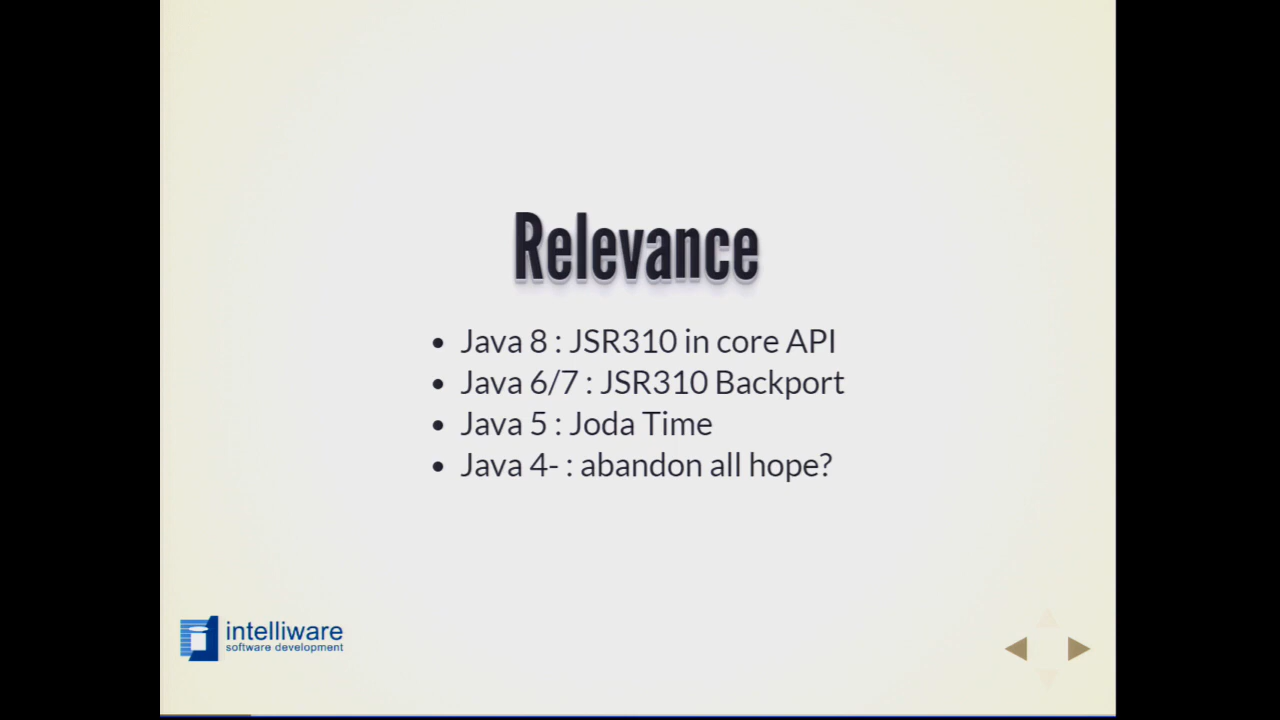 Relevance
Java 8 : JSR310 in core API
Java 6/7 : JSR310 Backport
Java 5 : Joda Time
Java 4- : abandon all hope?
intelliware
software development